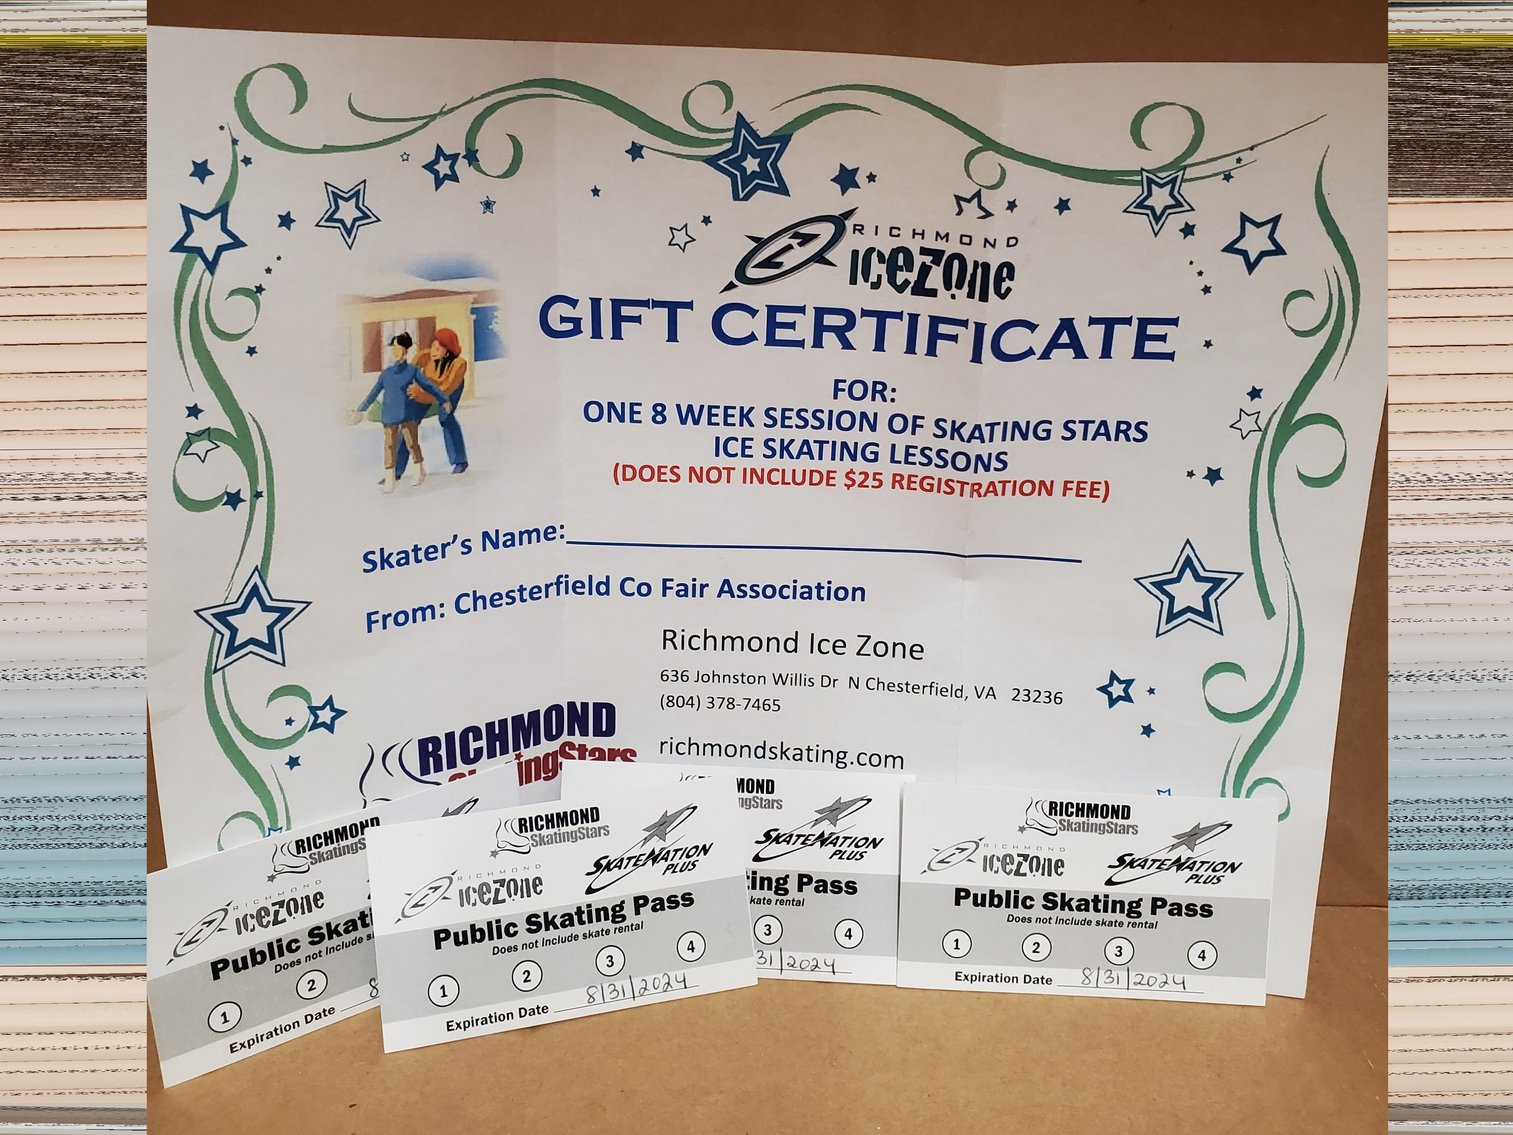 RICHMOND
ICEZONE
GIFT CERTIFICATE
FOR:
ONE 8 WEEK SESSION OF SKATING STARS
ICE SKATING LESSONS
(DOES NOT INCLUDE $25 REGISTRATION FEE)
Skater's Name:
From: Chesterfield Co Fair Association
Richmond Ice Zone
636 Johnston Willis Dr N Chesterfield, VA 23236
(804) 378-7465
richmondskating.com
RICHMOND
Stars
RICHMOND
RICHMOND
ICEZONE
Public
Does not include
1 2
Expiration Date
RICHMOND
SkatingStars
RICHMOND
ICEZONE
SKATENATION
PLUS
Public Skating Pass
Does not include skate rental
1 2 3 4
Expiration Date 8/31/2024
SKATENATION
PLUS
Pass
rental
3 4
31/2024
RICHMOND
SkatingStars
RICHMOND
ICEZONE
SKATENATION
PLUS
Public Skating Pass
Does not include skate rental
1 2 3 4
Expiration Date 8/31/2024